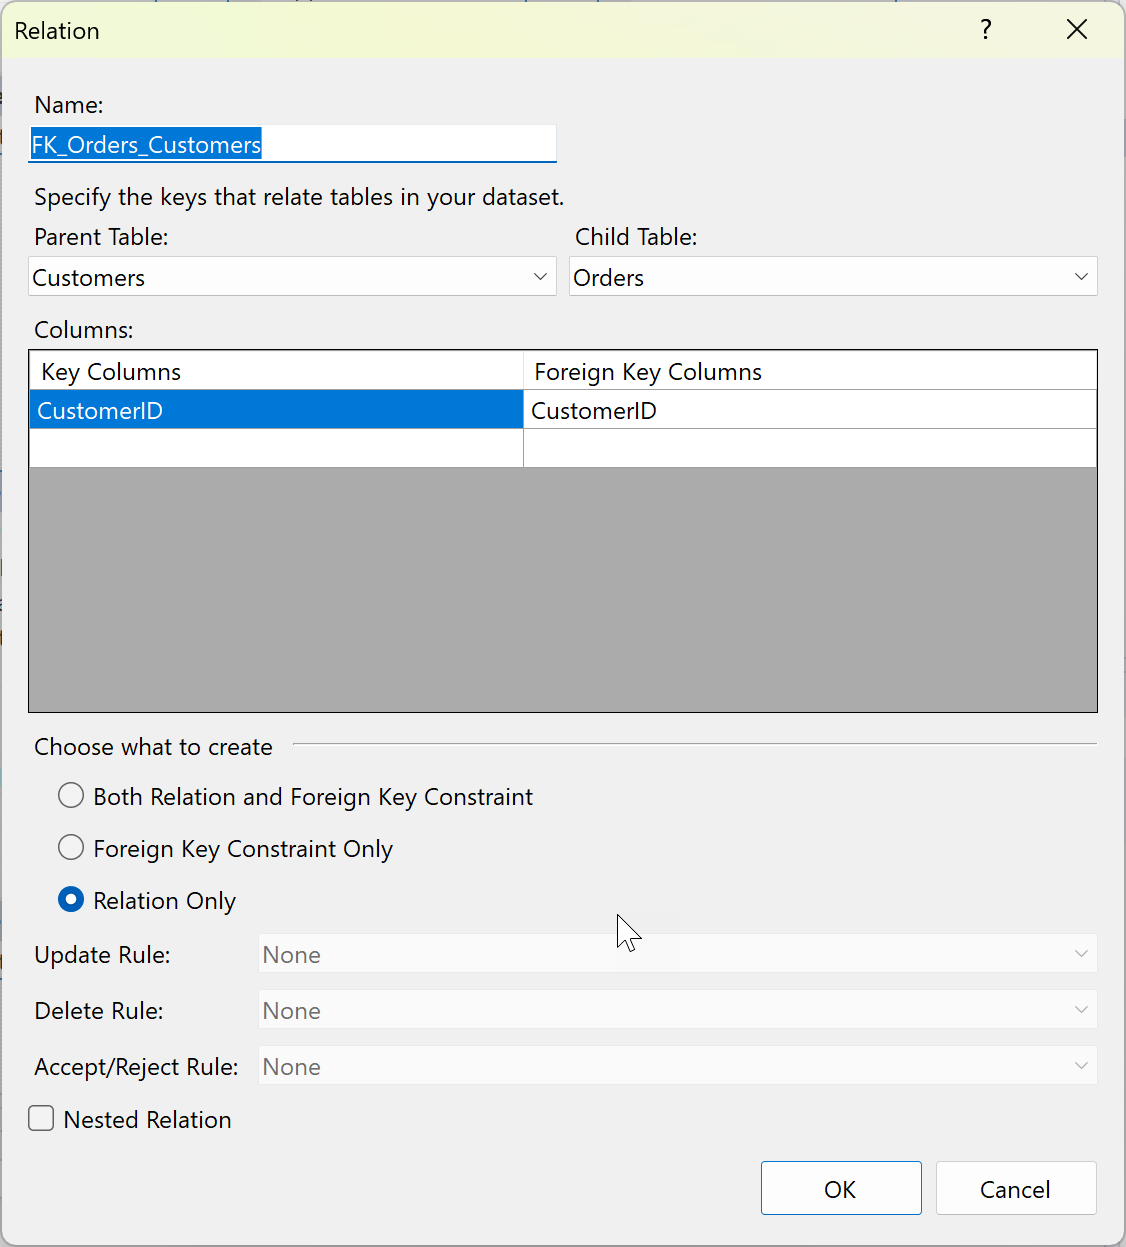 Relation
?
Name:
FK_Orders_Customers
Specify the keys that relate tables in your dataset.
Parent Table: Child Table:
Customers Orders
Columns:
Key Columns Foreign Key Columns
CustomerID CustomerID
Choose what to create
Both Relation and Foreign Key Constraint
Foreign Key Constraint Only
Relation Only
Update Rule: None
Delete Rule: None
Accept/Reject Rule: None
Nested Relation
OK Cancel